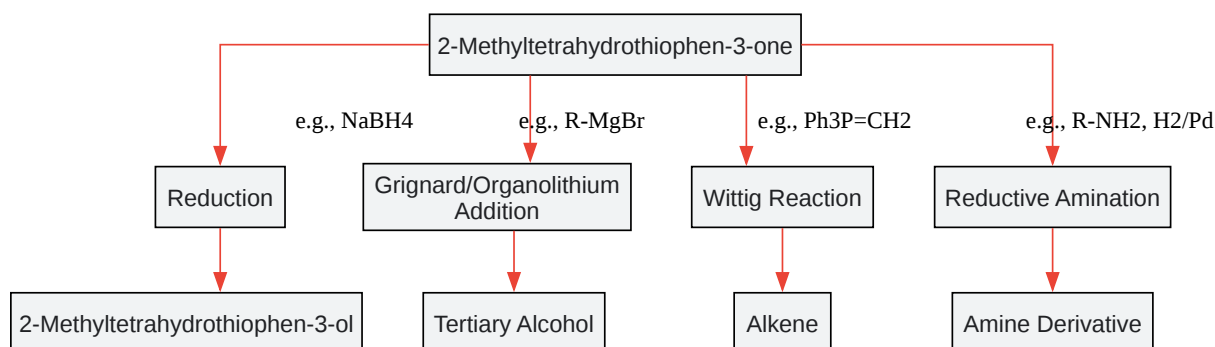 2-Methyltetrahydrothiophen-3-one
e.g., NaBH4
e.g., R-MgBr
e.g., Ph3P=CH2
e.g., R-NH2, H2/Pd
Reduction
Grignard/Organolithium
Addition
Wittig Reaction
Reductive Amination
2-Methyltetrahydrothiophen-3-ol
Tertiary Alcohol
Alkene
Amine Derivative